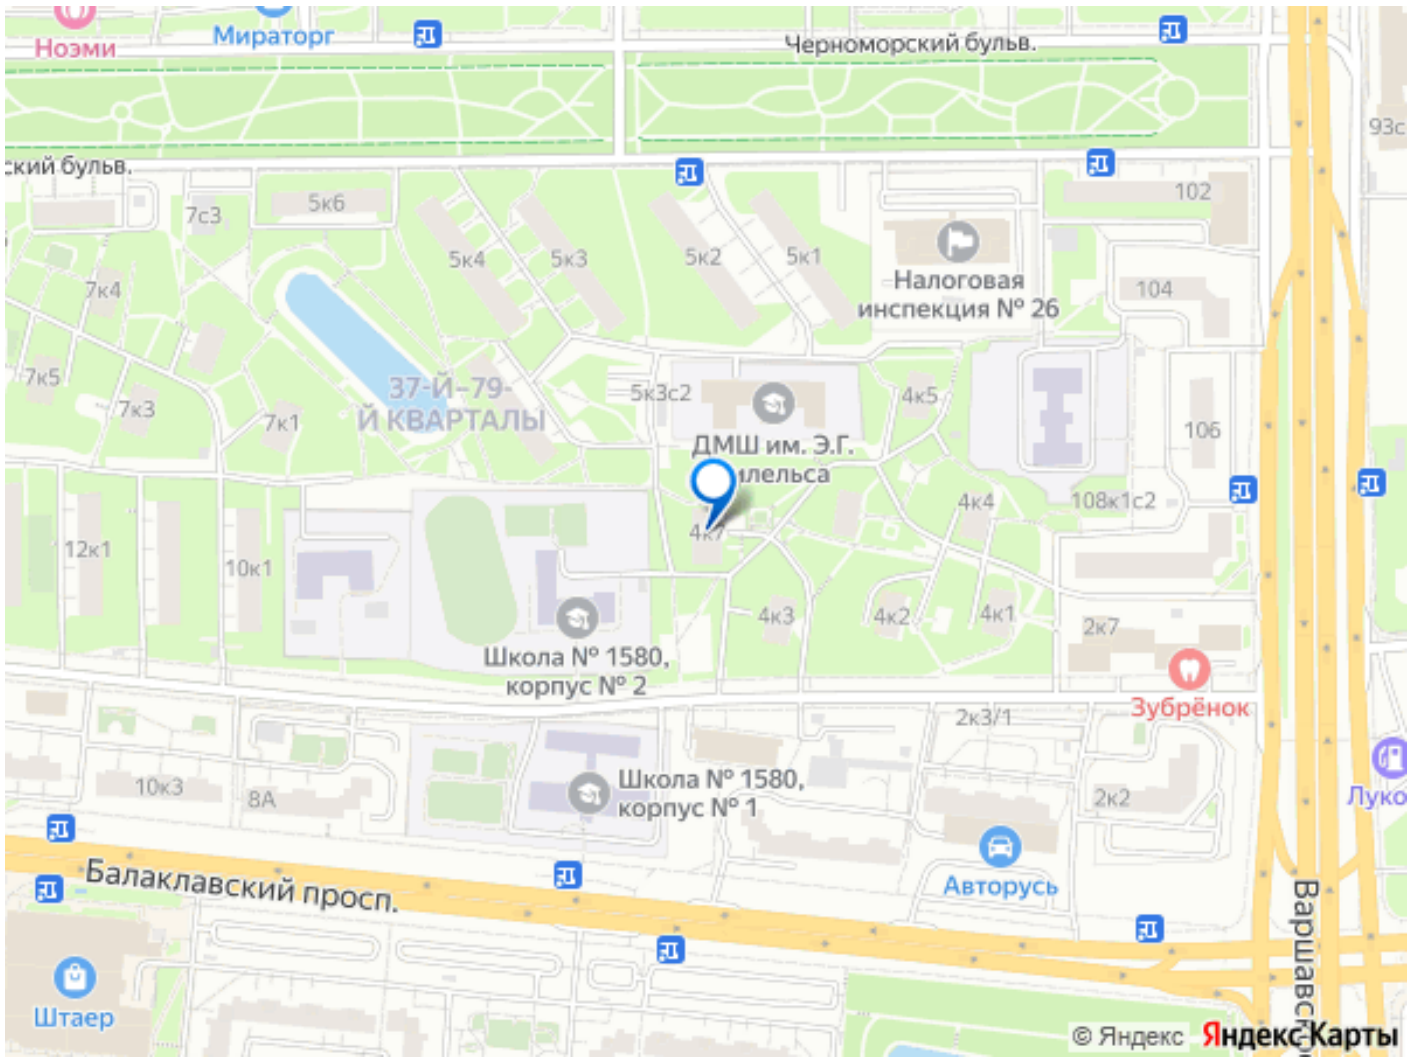 Ноэми
Мираторг
Черноморский бульв.
93с
ский бульв.
7с3
5к6
102
5к4
5к3
5к2
5к1
Налоговая
инспекция № 26
104
7к4
7к5
7к3
7к1
37-Й-79-
Й КВАРТАЛЫ
5к3с2
4к5
ДМШ им. Э.Г.
илельса
106
4к4
108к1с2
4к7
12к1
10к1
4к3
4к2
4к1
2к7
Школа № 1580,
корпус № 2
Зубрёнок
2к3/1
Школа № 1580,
корпус № 1
10к3
8А
2к2
Луко
Балаклавский просп.
Авторусь
Варшавско
Штаер
© Яндекс Яндекс Карты